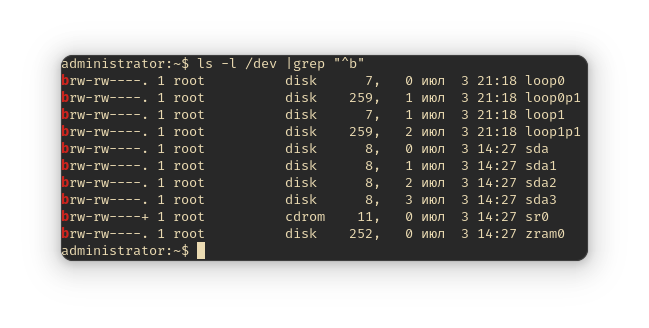 administrator:~$ ls -l /dev |grep "^b"
brw-rw----. 1 root          disk      7,   0 июл  3 21:18 loop0
brw-rw----. 1 root          disk    259,   1 июл  3 21:18 loop0p1
brw-rw----. 1 root          disk      7,   1 июл  3 21:18 loop1
brw-rw----. 1 root          disk    259,   2 июл  3 21:18 loop1p1
brw-rw----. 1 root          disk      8,   0 июл  3 14:27 sda
brw-rw----. 1 root          disk      8,   1 июл  3 14:27 sda1
brw-rw----. 1 root          disk      8,   2 июл  3 14:27 sda2
brw-rw----. 1 root          disk      8,   3 июл  3 14:27 sda3
brw-rw----+ 1 root          cdrom    11,   0 июл  3 14:27 sr0
brw-rw----. 1 root          disk    252,   0 июл  3 14:27 zram0
administrator:~$